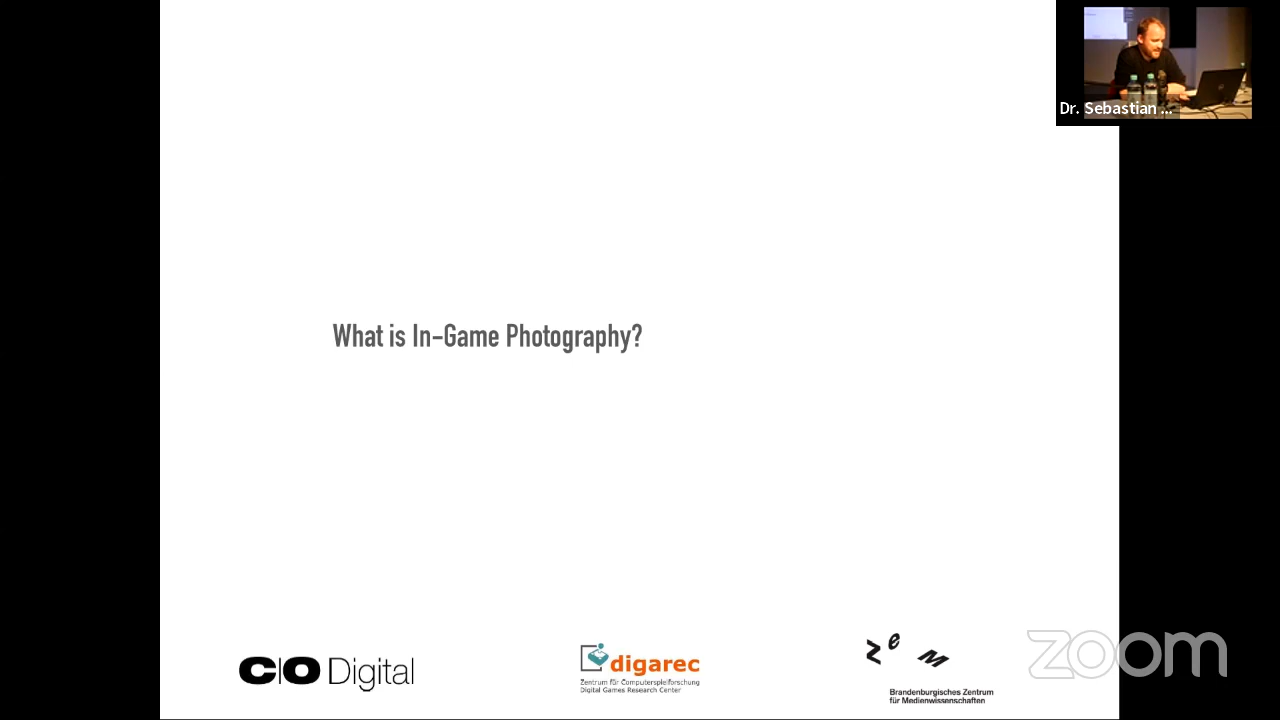 Dr. Sebastian ...
What is In-Game Photography?
C|O Digital
digarec
Zentrum für Computerspielforschung
Digital Games Research Center
Z e M
Brandenburgisches Zentrum
für Medienwissenschaften
zoom